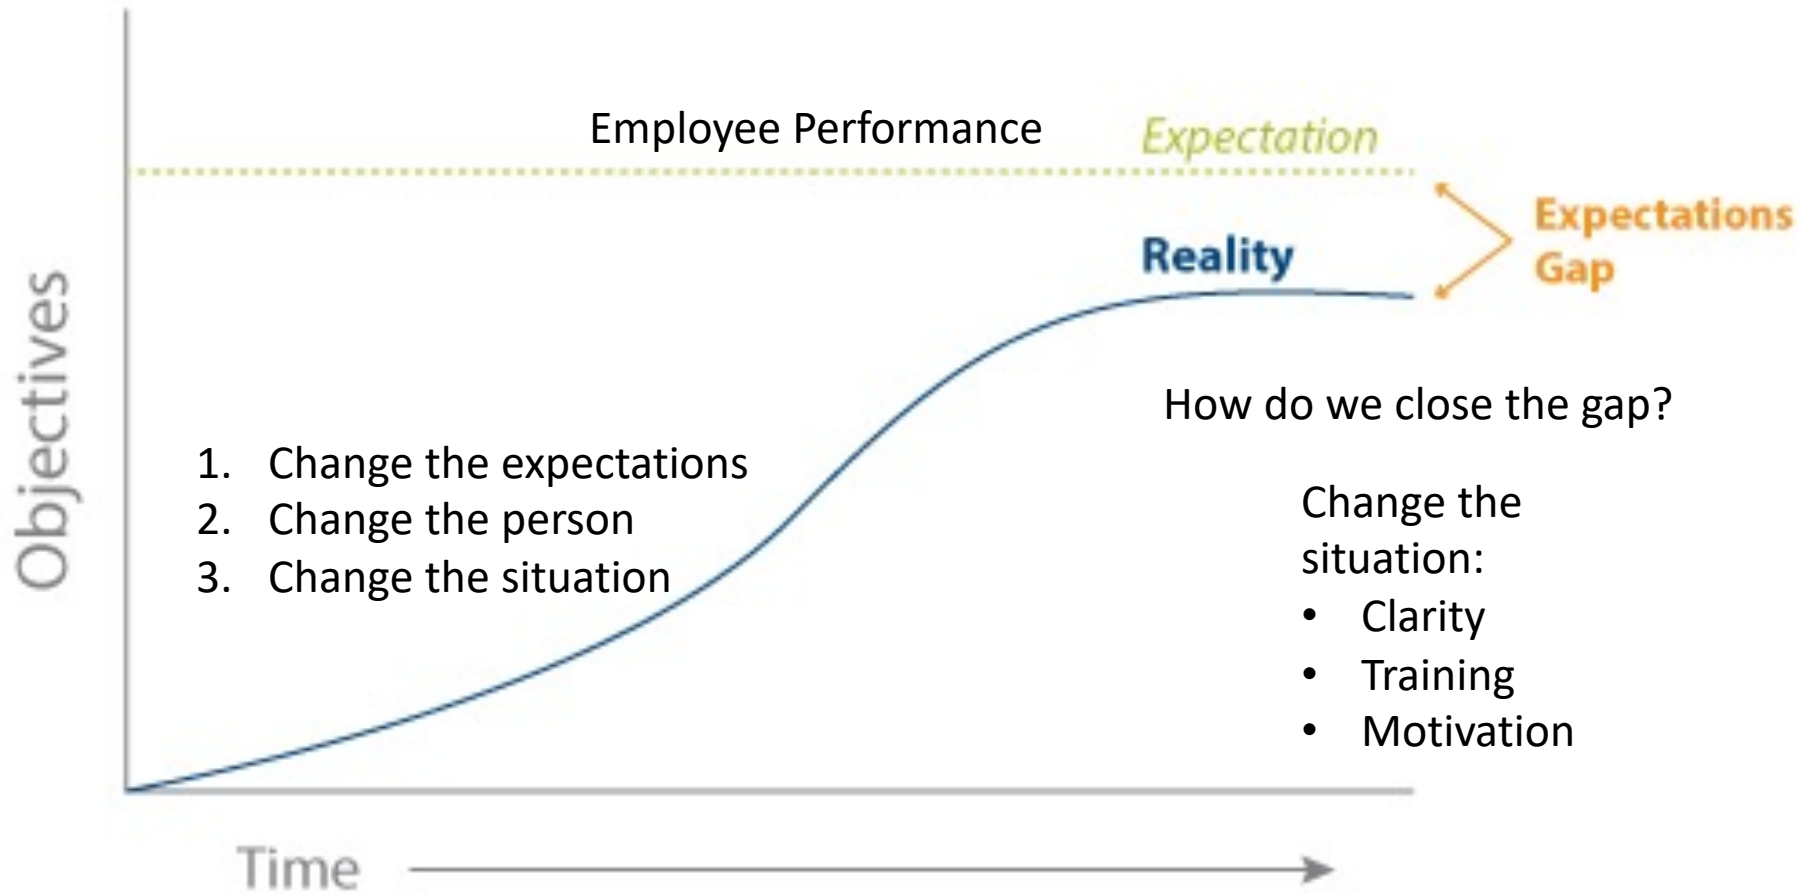 Employee Performance
Expectation
Expectations
Gap
Reality
Objectives
How do we close the gap?
1. Change the expectations
2. Change the person
3. Change the situation
Change the
situation:
• Clarity
• Training
• Motivation
Time